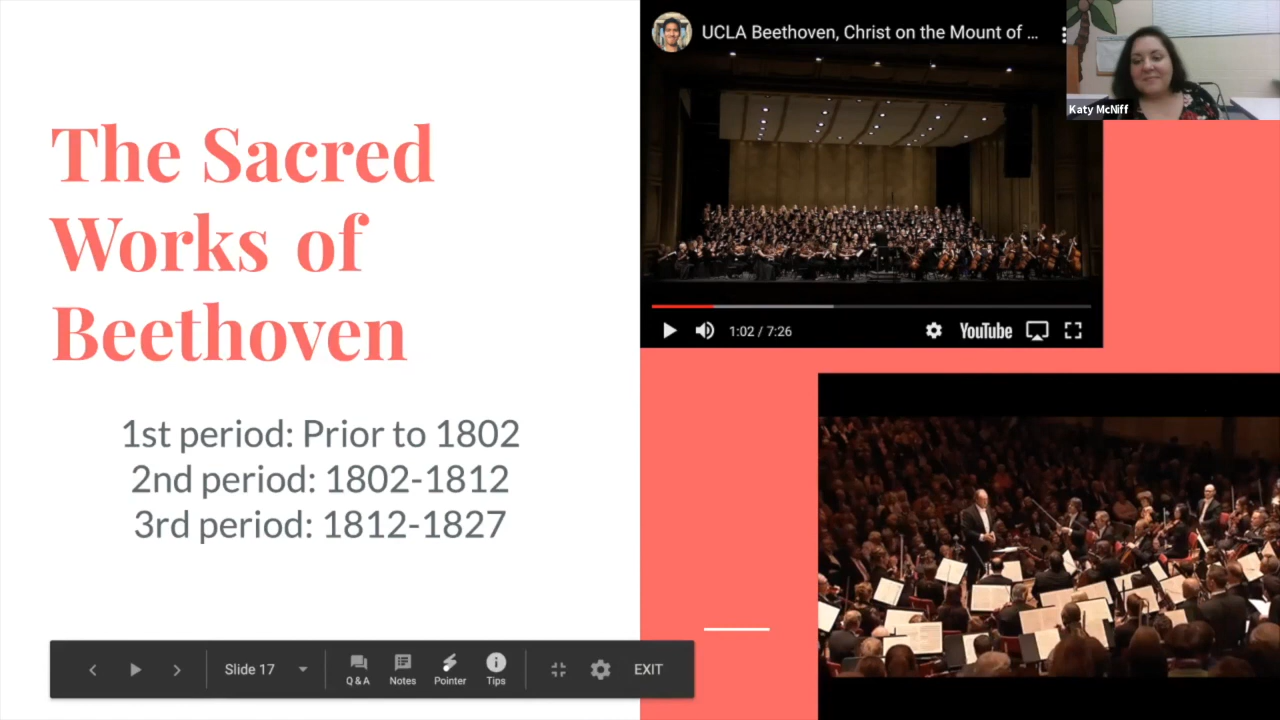 The Sacred
Works of
Beethoven
1st period: Prior to 1802
2nd period: 1802-1812
3rd period: 1812-1827
UCLA Beethoven, Christ on the Mount of ...
Katy McNiff
1:02 / 7:26
YouTube
Slide 17
Q & A
Notes
Pointer
Tips
EXIT